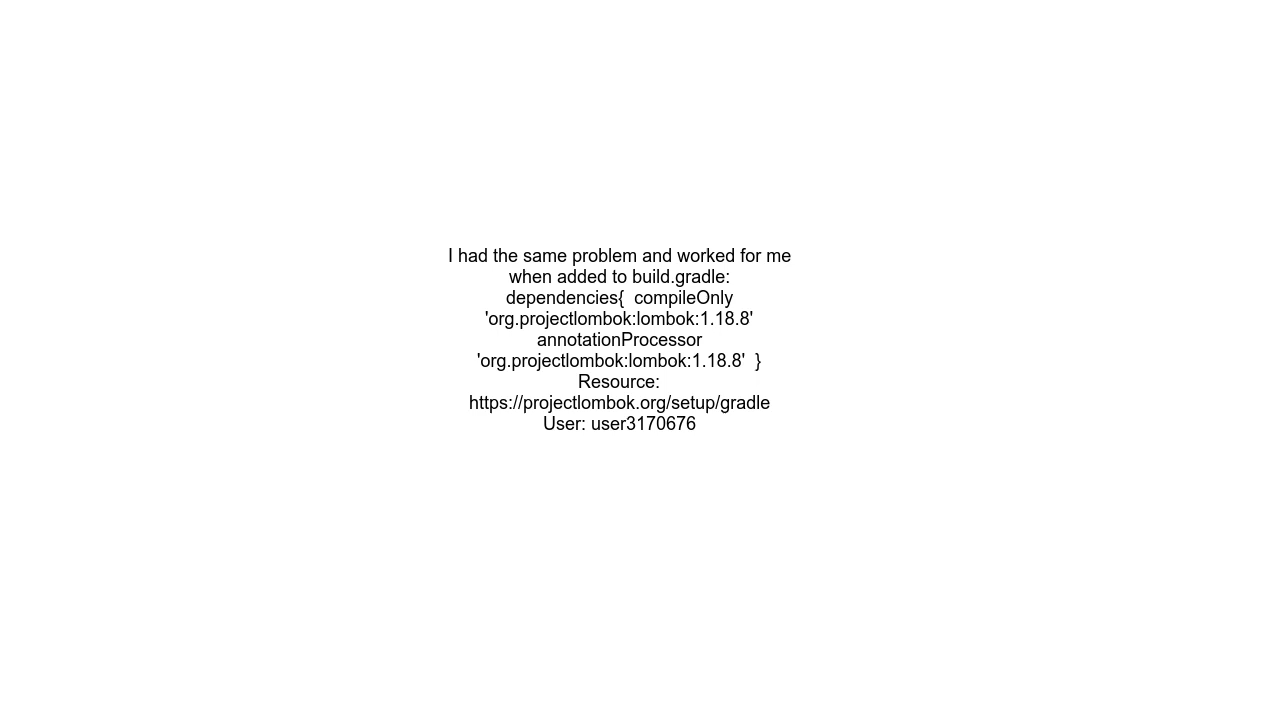 I had the same problem and worked for me
when added to build.gradle:
dependencies{  compileOnly
'org.projectlombok:lombok:1.18.8'
annotationProcessor
'org.projectlombok:lombok:1.18.8'  }
Resource:
https://projectlombok.org/setup/gradle
User: user3170676